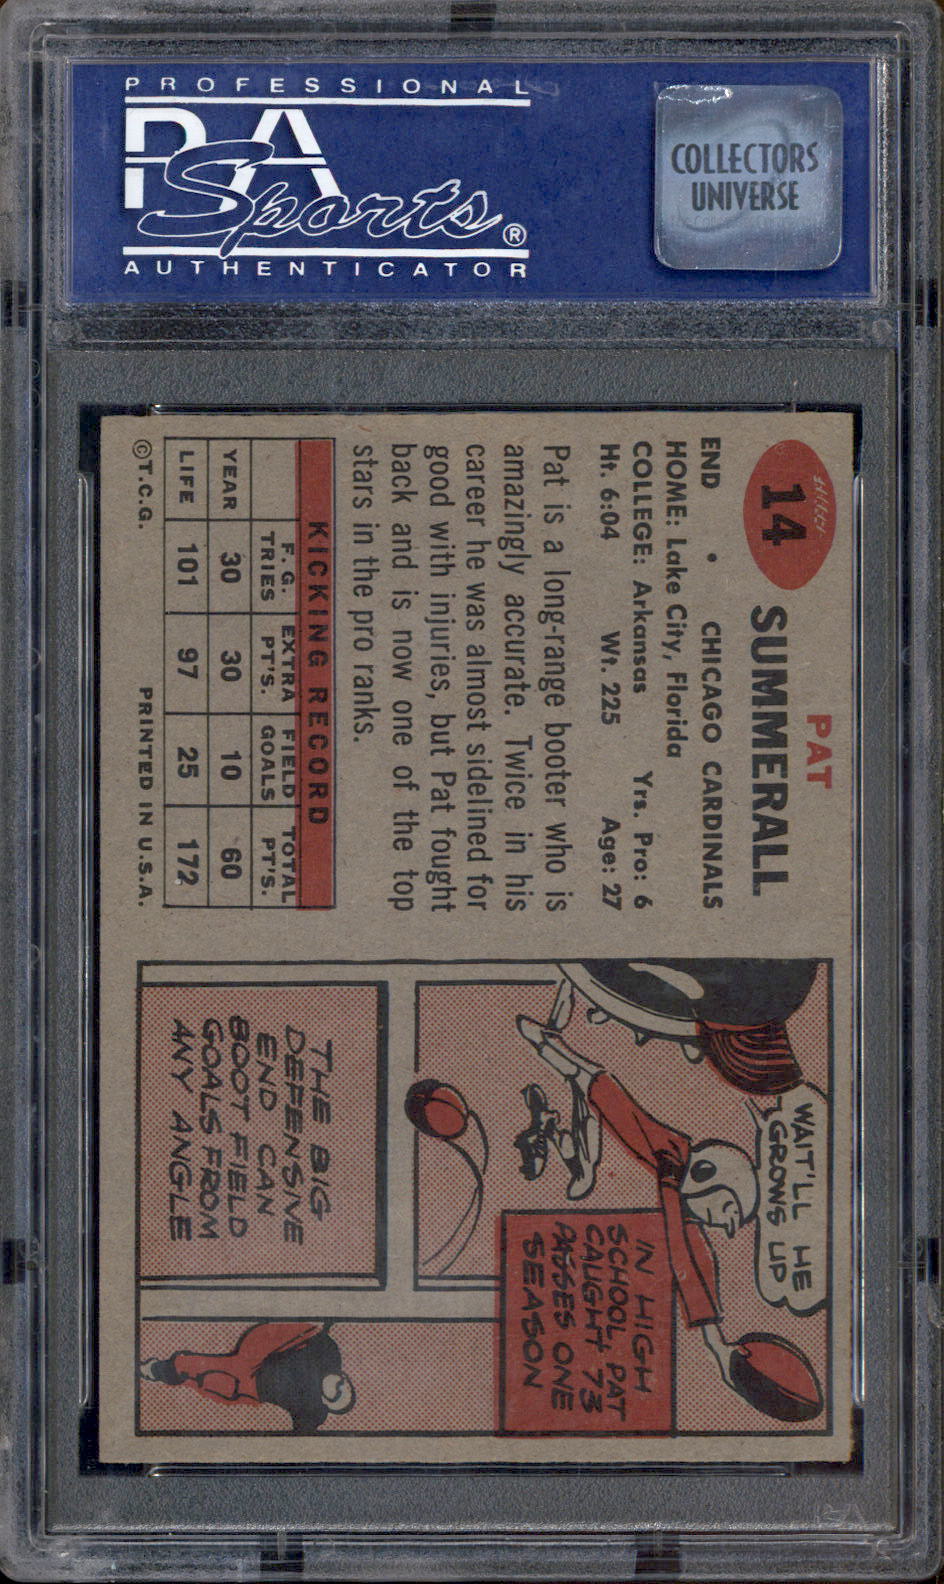 PROFESSIONAL
PSA
Sports®
AUTHENTICATOR
COLLECTORS
UNIVERSE
14
PAT
SUMMERALL
END • CHICAGO CARDINALS
HOME: Lake City, Florida
COLLEGE: Arkansas Yrs. Pro: 6
Ht. 6:04 Wt. 225 Age: 27
Pat is a long-range booter who is
amazingly accurate. Twice in his
career he was almost sidelined for
good with injuries, but Pat fought
back and is now one of the top
stars in the pro ranks.
KICKING RECORD
F. G. TRIES EXTRA PT'S. FIELD GOALS TOTAL PT'S.
YEAR 30 30 10 60
LIFE 101 97 25 172
©T.C.G. PRINTED IN U.S.A.
WAIT'LL HE
GROWS UP
IN HIGH
SCHOOL, PAT
CAUGHT 73
PASSES ONE
SEASON
THE BIG
DEFENSIVE
END CAN
BOOT FIELD
GOALS FROM
ANY ANGLE